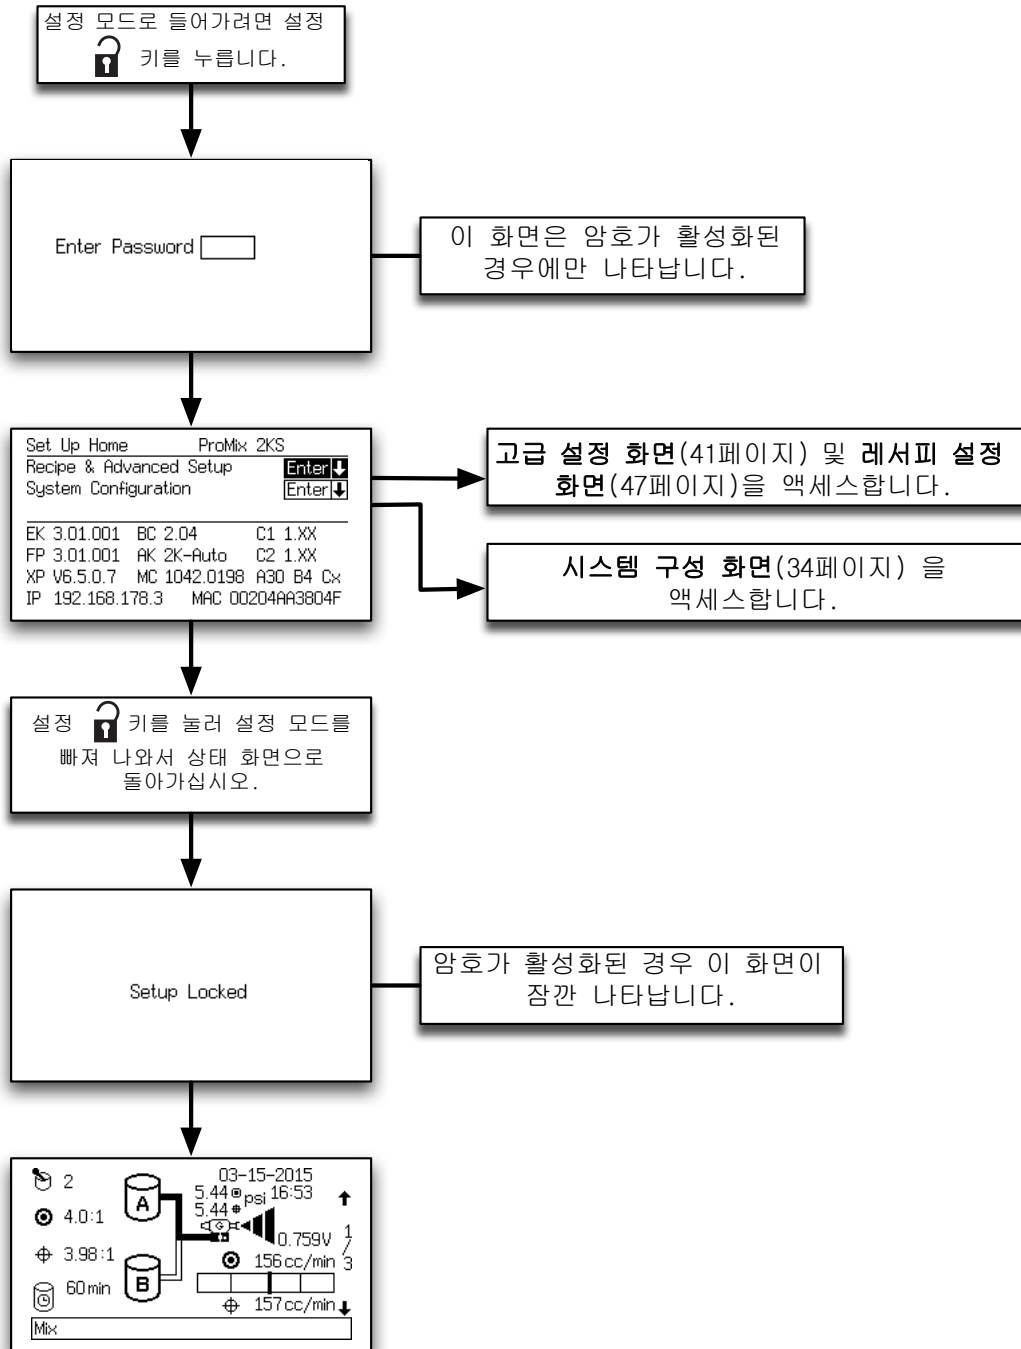 설정 모드로 들어가려면 설정
키를 누릅니다.
Enter Password
이 화면은 암호가 활성화된
경우에만 나타납니다.
Set Up Home ProMix 2KS
Recipe & Advanced Setup Enter
System Configuration Enter
EK 3.01.001 BC 2.04 C1 1.XX
FP 3.01.001 AK 2K-Auto C2 1.XX
XP V6.5.0.7 MC 1042.0198 A30 B4 Cx
IP 192.168.178.3 MAC 00204AA3804F
고급 설정 화면(41페이지) 및 레서피 설정
화면(47페이지)을 액세스합니다.
시스템 구성 화면(34페이지) 을
액세스합니다.
설정 키를 눌러 설정 모드를
빠져 나와서 상태 화면으로
돌아가십시오.
Setup Locked
암호가 활성화된 경우 이 화면이
잠깐 나타납니다.
2
4.0:1
3.98:1
60min
A
B
03-15-2015
5.44 psi 16:53
5.44
G
0.759V
1/3
156cc/min
157cc/min
Mix